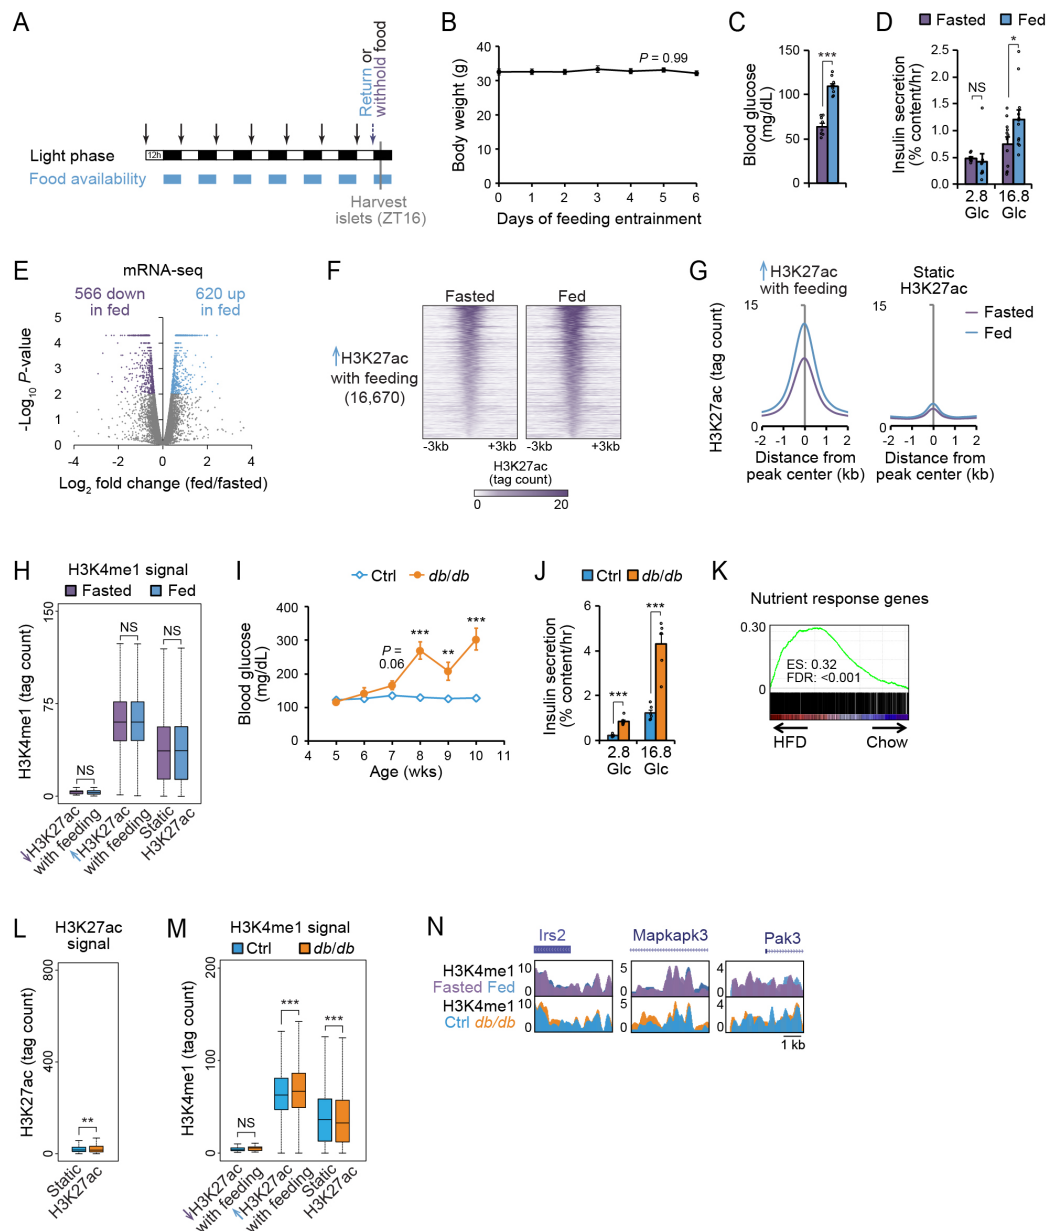 A
Return or
withhold food
Light phase
12h
Food availability
Harvest
islets (ZT16)
B
Body weight (g)
40
30
20
10
0
P = 0.99
0 1 2 3 4 5 6
Days of feeding entrainment
C
Blood glucose
(mg/dL)
150
100
50
0
***
D
Fasted Fed
Insulin secretion
(% content/hr)
2.5
2.0
1.5
1.0
0.5
0.0
NS
*
2.8 16.8
Glc Glc
E
mRNA-seq
566 down
in fed
620 up
in fed
-Log10 P-value
5
4
3
2
1
0
-4 -2 0 2 4
Log2 fold change (fed/fasted)
F
Fasted Fed
↑H3K27ac
with feeding
(16,670)
-3kb +3kb -3kb +3kb
H3K27ac
(tag count)
0 20
G
↑H3K27ac
with feeding
Static
H3K27ac
H3K27ac (tag count)
15
0
15
0
Fasted
Fed
-2 -1 0 1 2
-2 -1 0 1 2
Distance from
peak center (kb)
Distance from
peak center (kb)
H
H3K4me1 signal
Fasted Fed
H3K4me1 (tag count)
150
75
0
NS
NS
NS
↓H3K27ac
with feeding
↑H3K27ac
with feeding
Static
H3K27ac
I
Ctrl db/db
Blood glucose
(mg/dL)
400
300
200
100
0
P =
0.06
***
**
***
4 5 6 7 8 9 10 11
Age (wks)
J
Ctrl db/db
Insulin secretion
(% content/hr)
6
4
2
0
***
***
2.8 16.8
Glc Glc
K
Nutrient response genes
0.30
0
ES: 0.32
FDR: <0.001
HFD Chow
L
H3K27ac
signal
H3K27ac (tag count)
800
400
0
**
Static
H3K27ac
M
H3K4me1 signal
Ctrl db/db
H3K4me1 (tag count)
200
100
0
NS
***
***
↓H3K27ac
with feeding
↑H3K27ac
with feeding
Static
H3K27ac
N
Irs2 Mapkapk3 Pak3
H3K4me1
Fasted Fed
10
0
5
0
4
0
H3K4me1
Ctrl db/db
10
0
5
0
4
0
1 kb